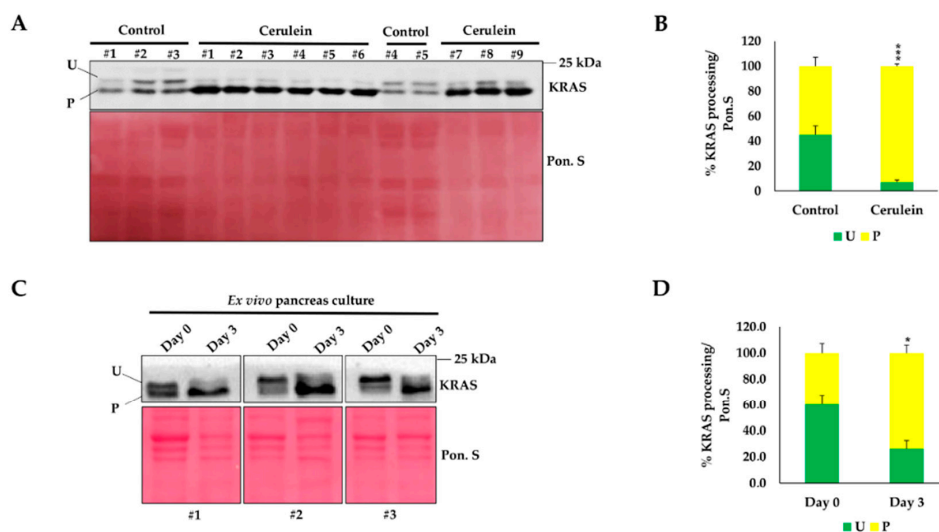 A
Control Cerulein Control Cerulein
#1 #2 #3 #1 #2 #3 #4 #5 #6 #4 #5 #7 #8 #9
25 kDa
U
KRAS
P
Pon. S
B
% KRAS processing/
Pon.S
120
100
80
60
40
20
0
****
Control Cerulein
U P
C
Ex vivo pancreas culture
Day 0 Day 3 Day 0 Day 3 Day 0 Day 3
25 kDa
U
KRAS
P
Pon. S
#1 #2 #3
D
% KRAS processing/
Pon.S
120.0
100.0
80.0
60.0
40.0
20.0
0.0
*
Day 0 Day 3
U P